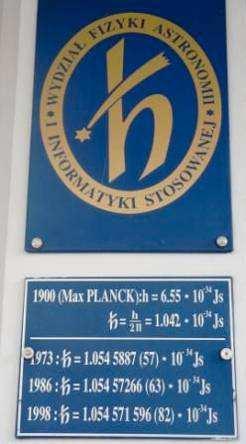 • WYDZIAŁ FIZYKI ASTRONOMII • I INFORMATYKI STOSOWANEJ
ℏ
1900 (Max PLANCK): h = 6.55 • 10⁻³⁴ Js
ℏ = h/2π = 1.042 • 10⁻³⁴ Js
1973 : ℏ = 1.054 5887 (57) • 10⁻³⁴ Js
1986 : ℏ = 1.054 57266 (63) • 10⁻³⁴ Js
1998 : ℏ = 1.054 571 596 (82) • 10⁻³⁴ Js